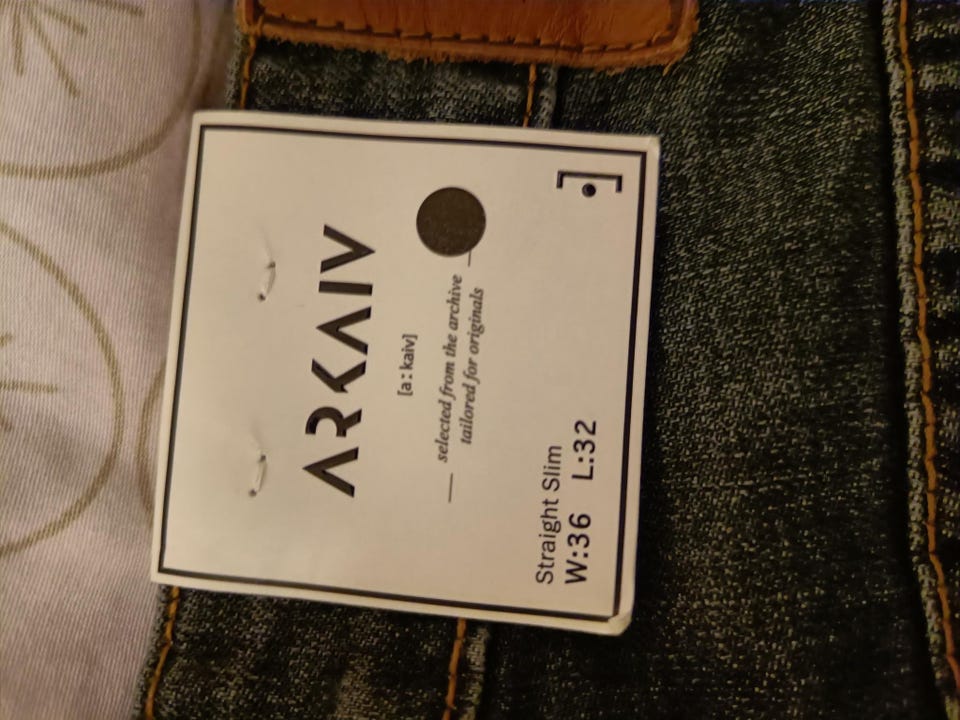 ARKAIV
[a:kaiv]
selected from the archive
tailored for originals
Straight Slim
W:36 L:32